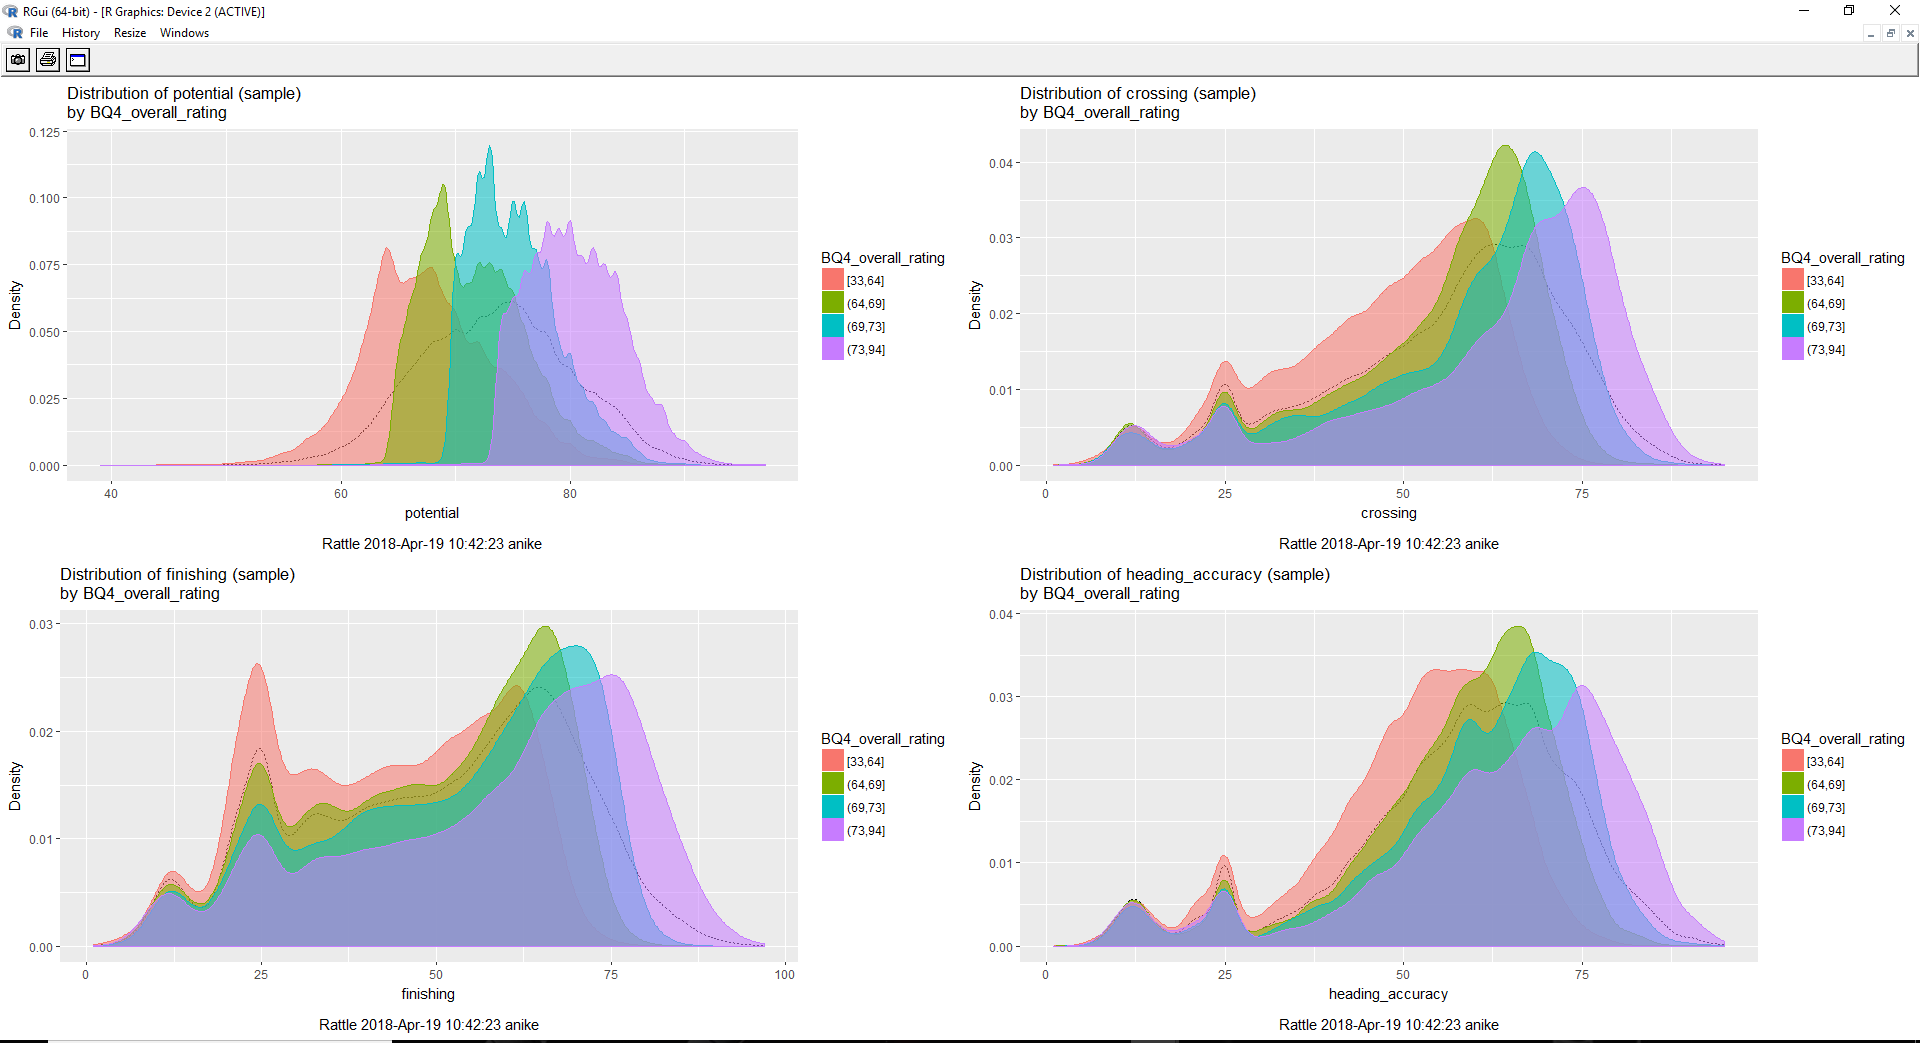 RGui (64-bit) - [R Graphics: Device 2 (ACTIVE)]
File History Resize Windows
Distribution of potential (sample)
by BQ4_overall_rating
0.125
0.100
0.075
0.050
0.025
0.000
Density
40 60 80
potential
Rattle 2018-Apr-19 10:42:23 anike
BQ4_overall_rating
[33,64]
(64,69]
(69,73]
(73,94]
Distribution of crossing (sample)
by BQ4_overall_rating
0.04
0.03
0.02
0.01
0.00
Density
0 25 50 75
crossing
Rattle 2018-Apr-19 10:42:23 anike
BQ4_overall_rating
[33,64]
(64,69]
(69,73]
(73,94]
Distribution of finishing (sample)
by BQ4_overall_rating
0.03
0.02
0.01
0.00
Density
0 25 50 75 100
finishing
Rattle 2018-Apr-19 10:42:23 anike
BQ4_overall_rating
[33,64]
(64,69]
(69,73]
(73,94]
Distribution of heading_accuracy (sample)
by BQ4_overall_rating
0.04
0.03
0.02
0.01
0.00
Density
0 25 50 75
heading_accuracy
Rattle 2018-Apr-19 10:42:23 anike
BQ4_overall_rating
[33,64]
(64,69]
(69,73]
(73,94]